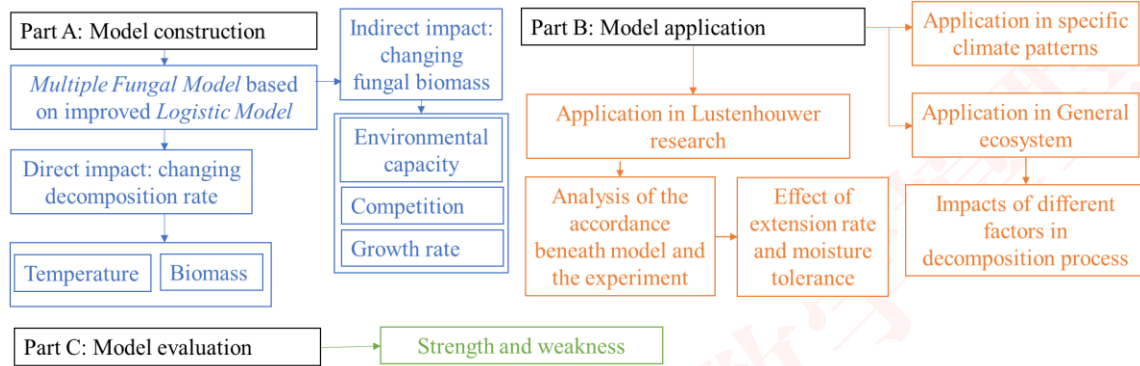 Part A: Model construction
Multiple Fungal Model based
on improved Logistic Model
Direct impact: changing
decomposition rate
Temperature
Biomass
Indirect impact:
changing
fungal biomass
Environmental
capacity
Competition
Growth rate
Part B: Model application
Application in Lustenhouwer
research
Analysis of the
accordance
beneath model and
the experiment
Effect of
extension rate
and moisture
tolerance
Application in specific
climate patterns
Application in General
ecosystem
Impacts of different
factors in
decomposition process
Part C: Model evaluation
Strength and weakness